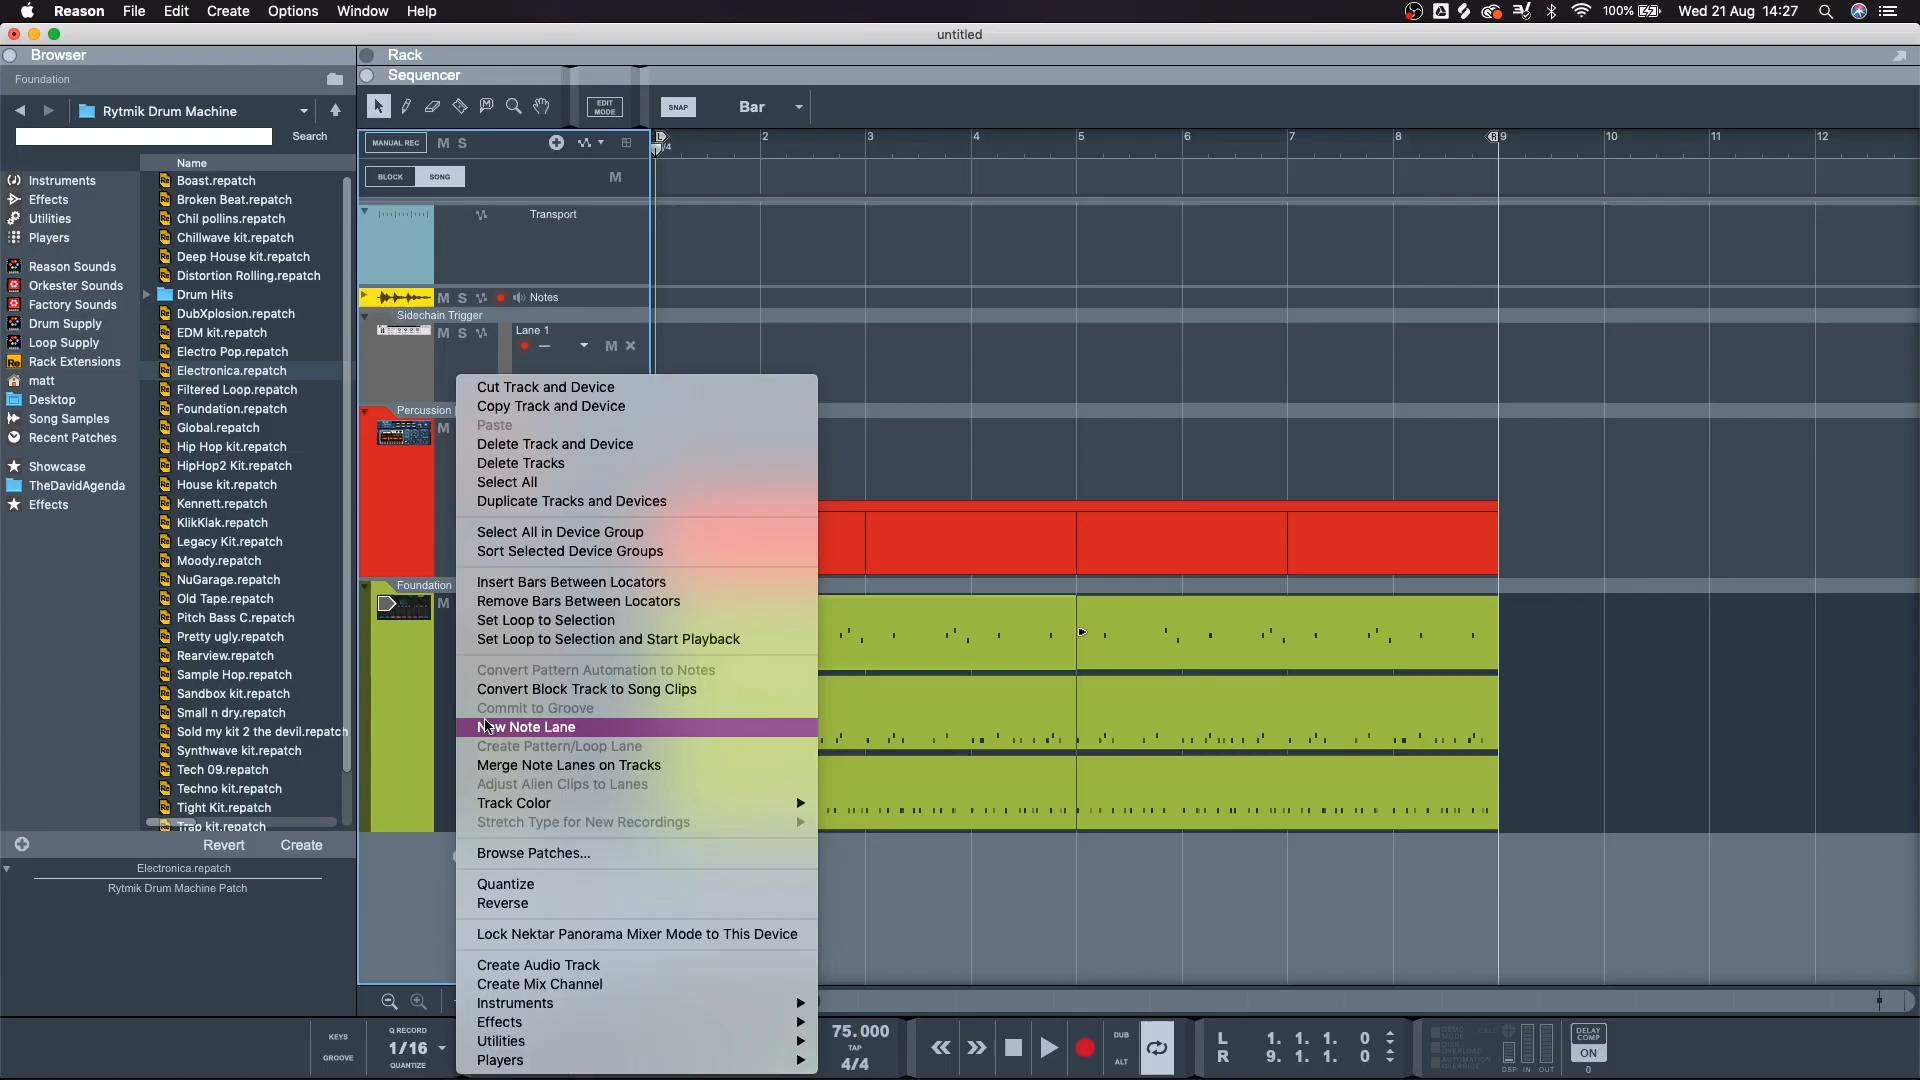 Reason File Edit Create Options Window Help
100% Wed 21 Aug 14:27
untitled
Browser
Rack
Foundation
Sequencer
Rytmik Drum Machine
EDIT MODE
SNAP
Bar
Search
MANUAL REC M S
2 3 4 5 6 7 8 9 10 11 12
L
/4
R
BLOCK SONG M
Name
Instruments
Effects
Utilities
Players
Reason Sounds
Orkester Sounds
Factory Sounds
Drum Supply
Loop Supply
Rack Extensions
matt
Desktop
Song Samples
Recent Patches
Showcase
TheDavidAgenda
Effects
Boast.repatch
Broken Beat.repatch
Chil pollins.repatch
Chillwave kit.repatch
Deep House kit.repatch
Distortion Rolling.repatch
Drum Hits
DubXplosion.repatch
EDM kit.repatch
Electro Pop.repatch
Electronica.repatch
Filtered Loop.repatch
Foundation.repatch
Global.repatch
Hip Hop kit.repatch
HipHop2 Kit.repatch
House kit.repatch
Kennett.repatch
KlikKlak.repatch
Legacy Kit.repatch
Moody.repatch
NuGarage.repatch
Old Tape.repatch
Pitch Bass C.repatch
Pretty ugly.repatch
Rearview.repatch
Sample Hop.repatch
Sandbox kit.repatch
Small n dry.repatch
Sold my kit 2 the devil.repatch
Synthwave kit.repatch
Tech 09.repatch
Techno kit.repatch
Tight Kit.repatch
Trap kit.repatch
Revert Create
Electronica.repatch
Rytmik Drum Machine Patch
Transport
M S Notes
Sidechain Trigger
M S Lane 1
M
Percussion
M
Foundation
M
Cut Track and Device
Copy Track and Device
Paste
Delete Track and Device
Delete Tracks
Select All
Duplicate Tracks and Devices
Select All in Device Group
Sort Selected Device Groups
Insert Bars Between Locators
Remove Bars Between Locators
Set Loop to Selection
Set Loop to Selection and Start Playback
Convert Pattern Automation to Notes
Convert Block Track to Song Clips
Commit to Groove
New Note Lane
Create Pattern/Loop Lane
Merge Note Lanes on Tracks
Adjust Alien Clips to Lanes
Track Color
Stretch Type for New Recordings
Browse Patches...
Quantize
Reverse
Lock Nektar Panorama Mixer Mode to This Device
Create Audio Track
Create Mix Channel
Instruments
Effects
Utilities
Players
KEYS
GROOVE
Q RECORD
1/16
QUANTIZE
75.000
TAP
4/4
DUB
ALT
L 1. 1. 1. 0
R 9. 1. 1. 0
DSP IN OUT
DELAY COMP
ON
0